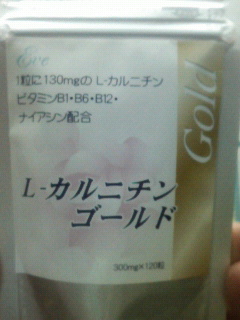 Eve
1粒に130mgの L-カルニチン
ビタミンB1・B6・B12・
ナイアシン配合
Gold
L-カルニチン
ゴールド
300mg×120粒